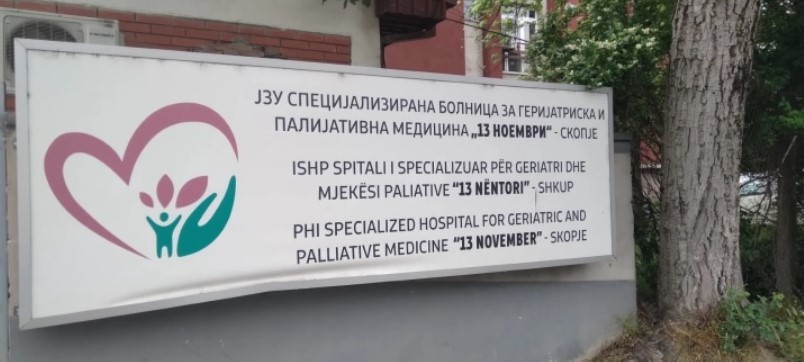 ЈЗУ СПЕЦИЈАЛИЗИРАНА БОЛНИЦА ЗА ГЕРИЈАТРИСКА И
ПАЛИЈАТИВНА МЕДИЦИНА „13 НОЕМВРИ“ - СКОПЈЕ
ISHP SPITALI I SPECIALIZUAR PËR GERIATRI DHE
MJEKËSI PALIATIVE “13 NËNTORI” - SHKUP
PHI SPECIALIZED HOSPITAL FOR GERIATRIC AND
PALLIATIVE MEDICINE “13 NOVEMBER” - SKOPJE